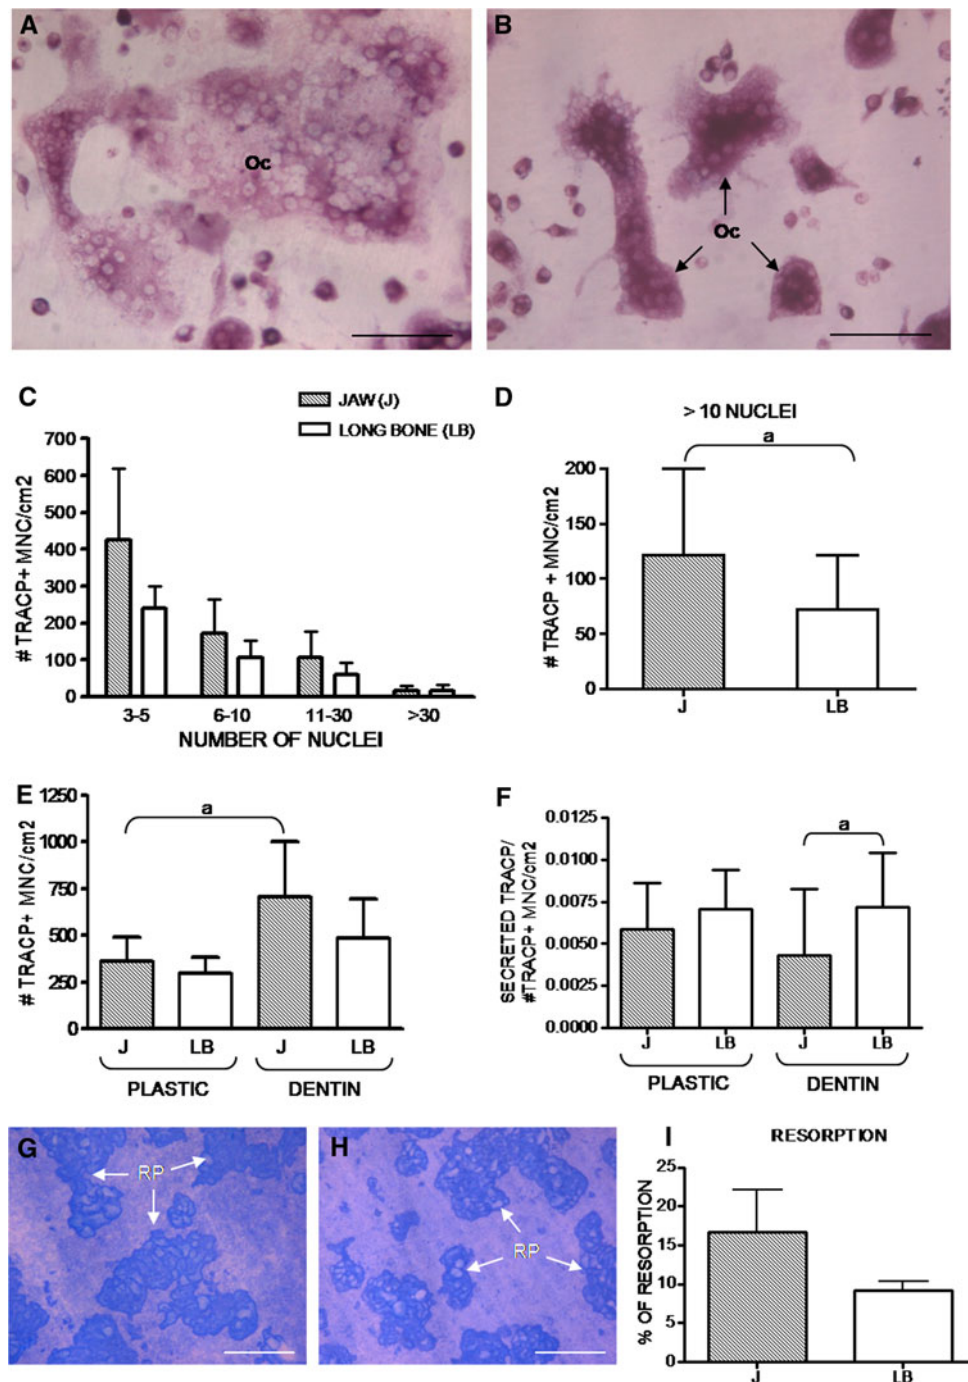 A
Oc
B
Oc
C
JAW (J)
LONG BONE (LB)
# TRACP+ MNC/cm2
700
600
500
400
300
200
100
0
3-5 6-10 11-30 >30
NUMBER OF NUCLEI
D
> 10 NUCLEI
a
# TRACP + MNC/cm2
200
150
100
50
0
J LB
E
a
# TRACP+ MNC/cm2
1250
1000
750
500
250
0
J LB J LB
PLASTIC DENTIN
F
a
SECRETED TRACP/
#TRACP+ MNC/cm2
0.0125
0.0100
0.0075
0.0050
0.0025
0.0000
J LB J LB
PLASTIC DENTIN
G
RP
H
RP
I
RESORPTION
% OF RESORPTION
25
20
15
10
5
0
J LB